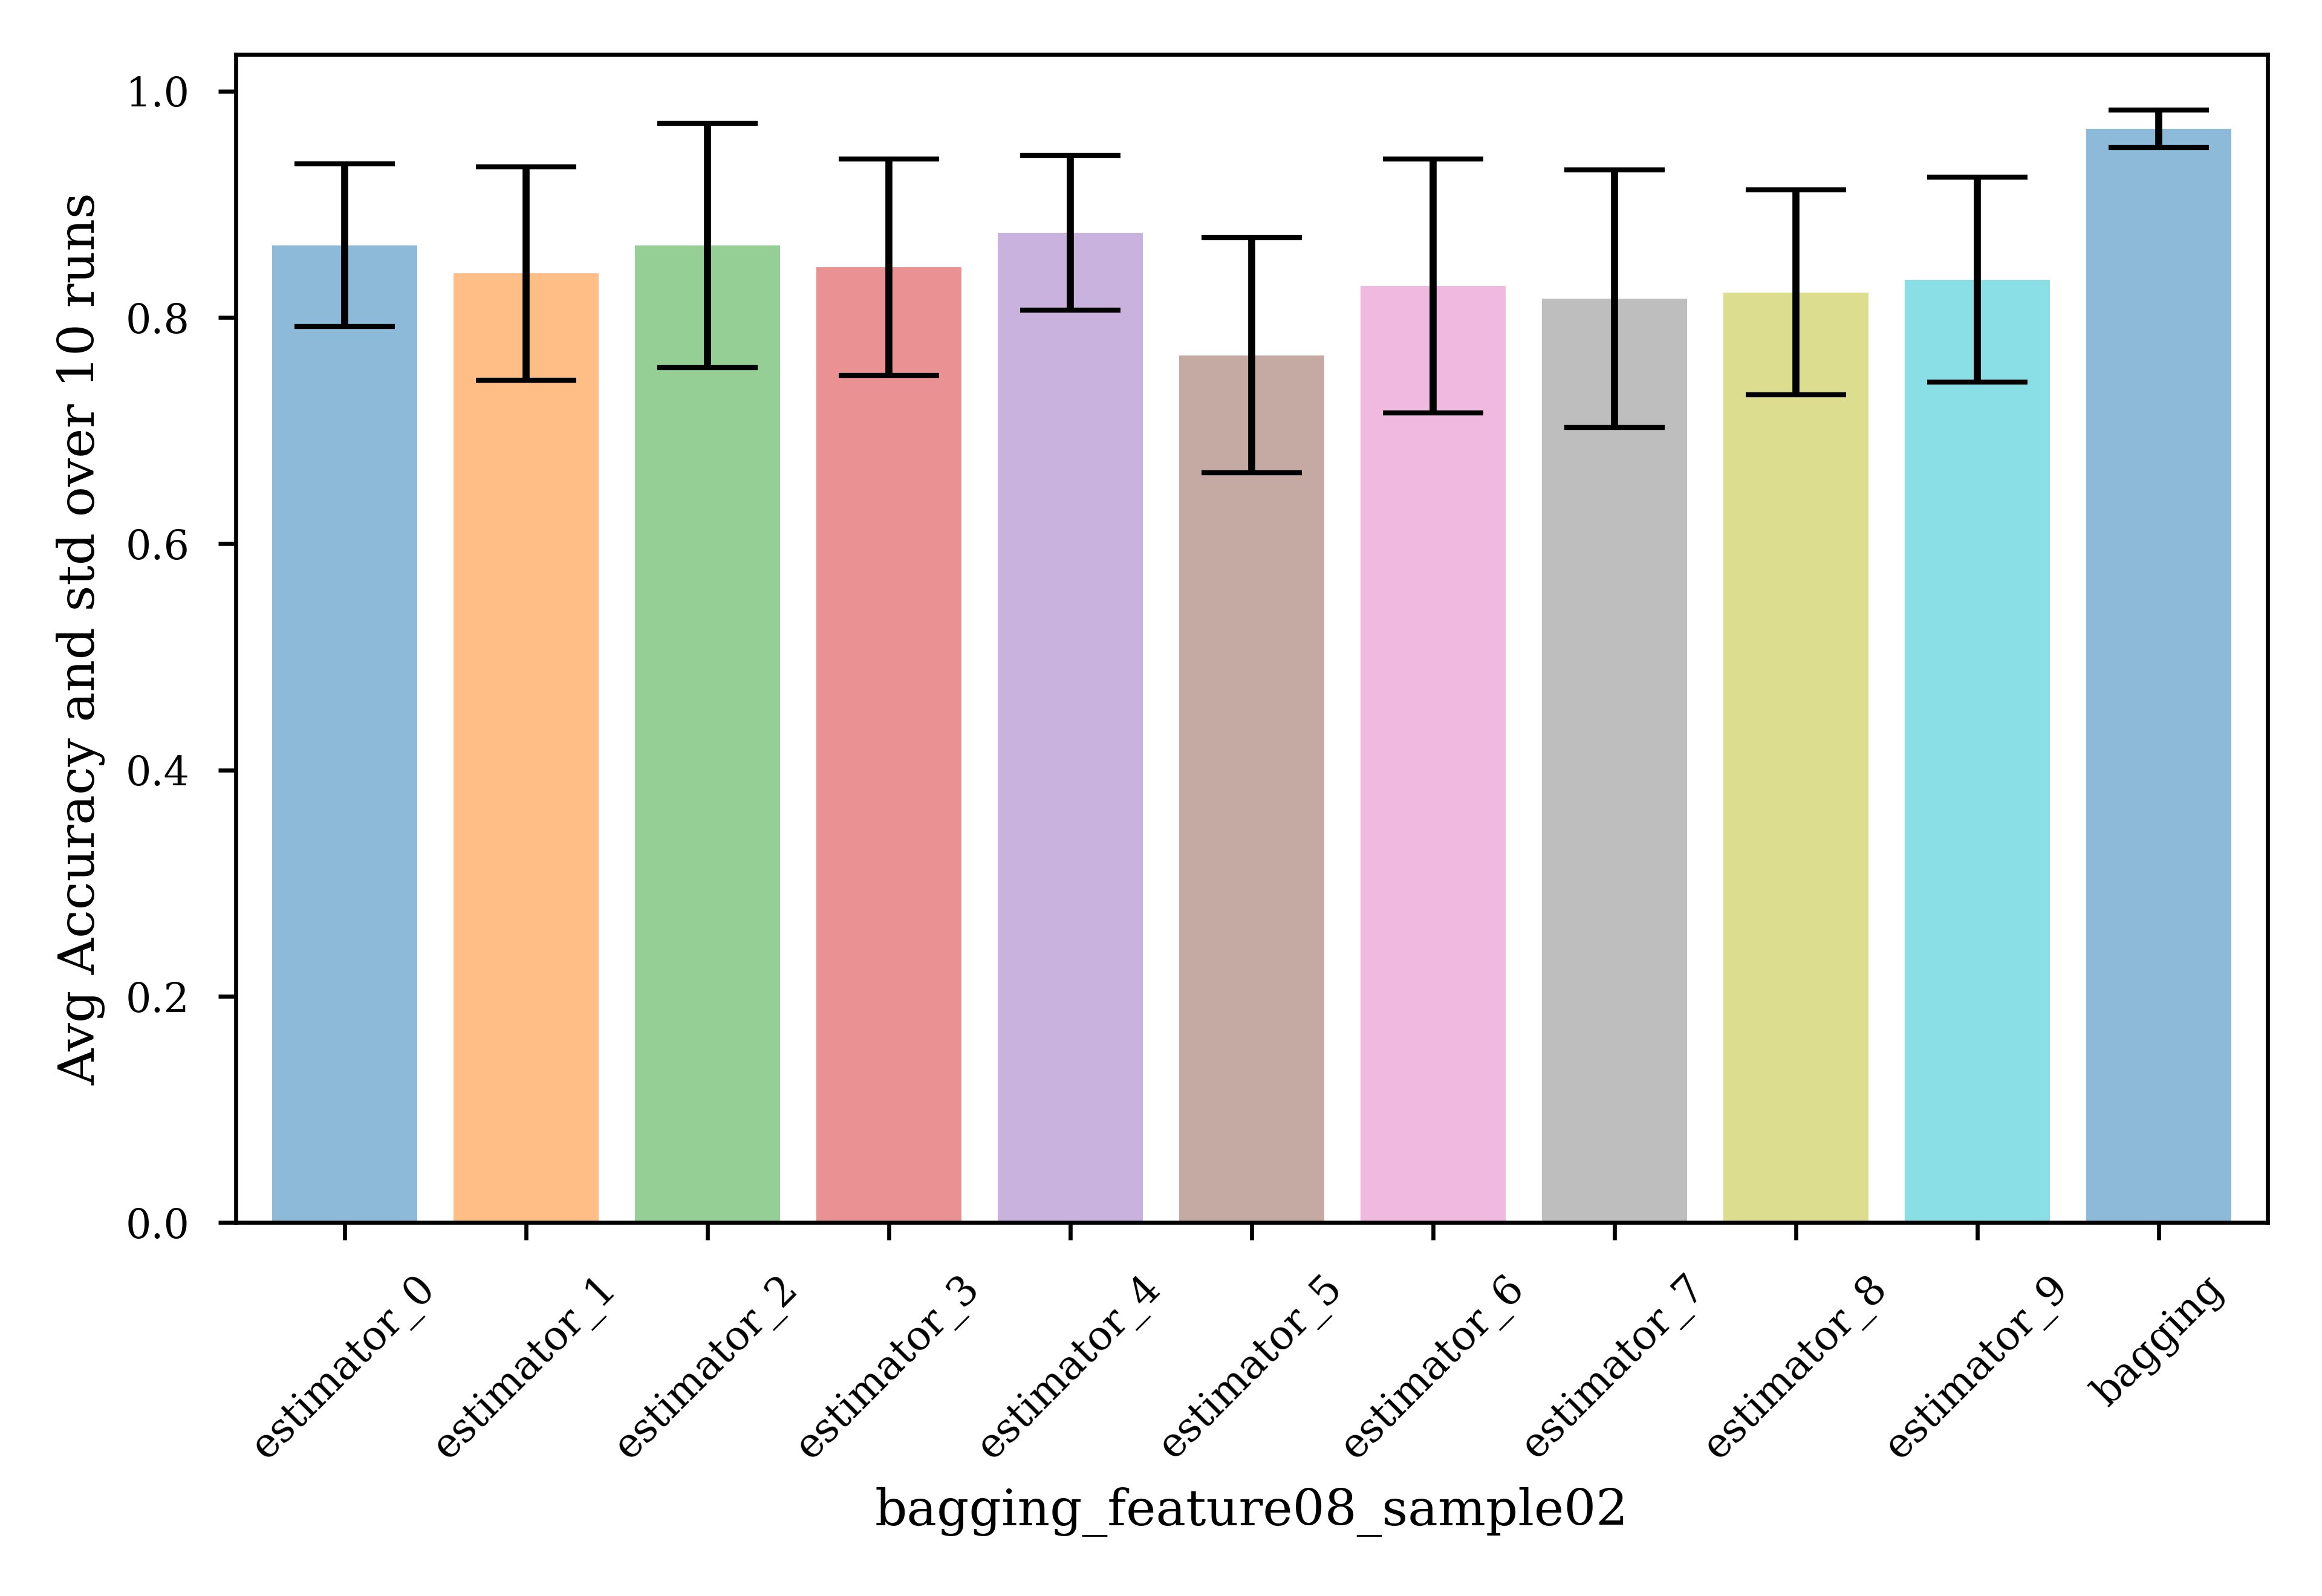 Avg Accuracy and std over 10 runs
1.0
0.8
0.6
0.4
0.2
0.0
estimator_0
estimator_1
estimator_2
estimator_3
estimator_4
estimator_5
estimator_6
estimator_7
estimator_8
estimator_9
bagging
bagging_feature08_sample02